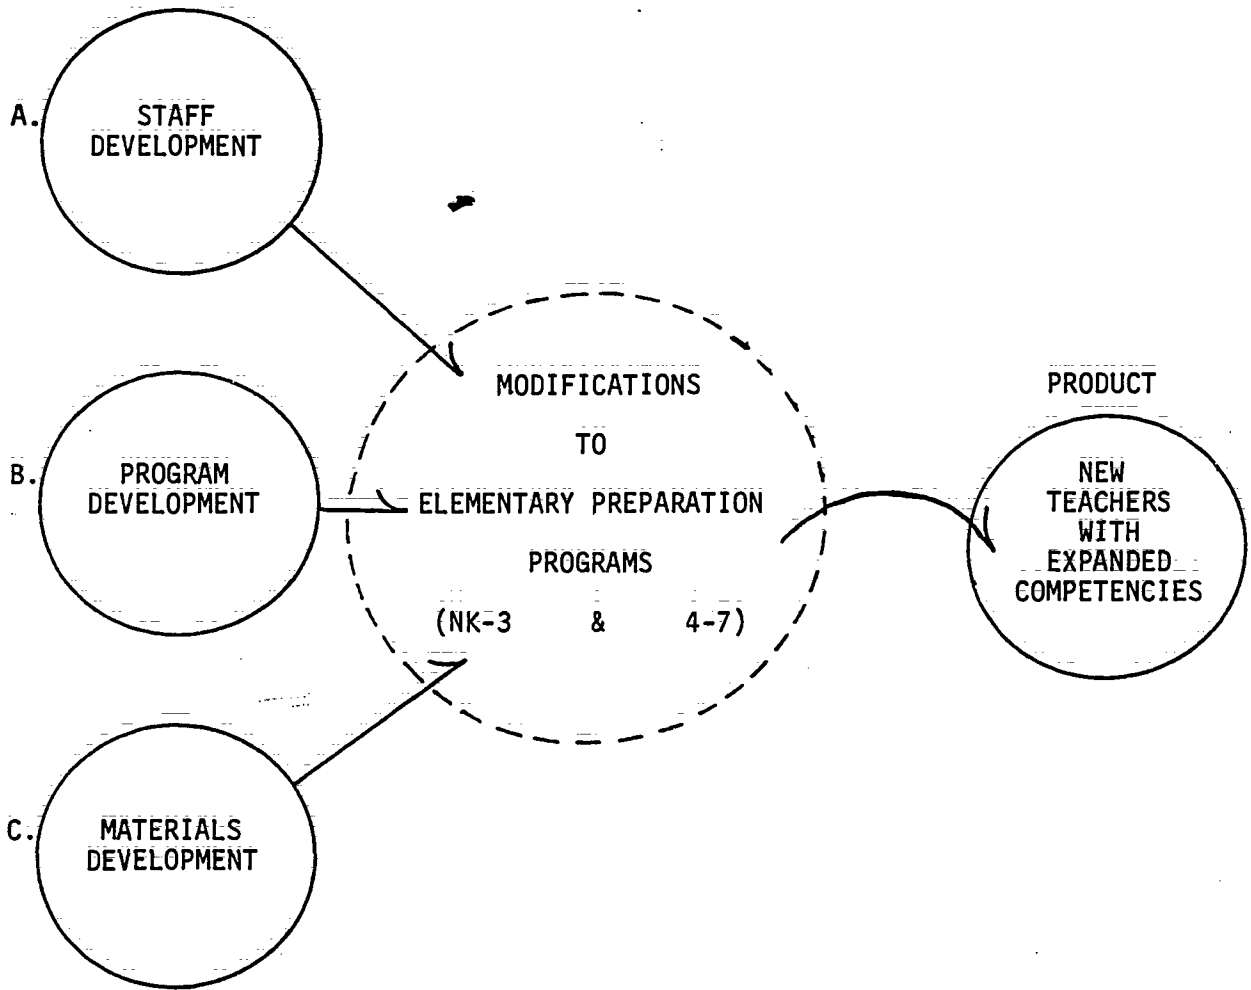 A.
STAFF
DEVELOPMENT
B.
PROGRAM
DEVELOPMENT
C.
MATERIALS
DEVELOPMENT
MODIFICATIONS
TO
ELEMENTARY PREPARATION
PROGRAMS
(NK-3 & 4-7)
PRODUCT
NEW
TEACHERS
WITH
EXPANDED
COMPETENCIES